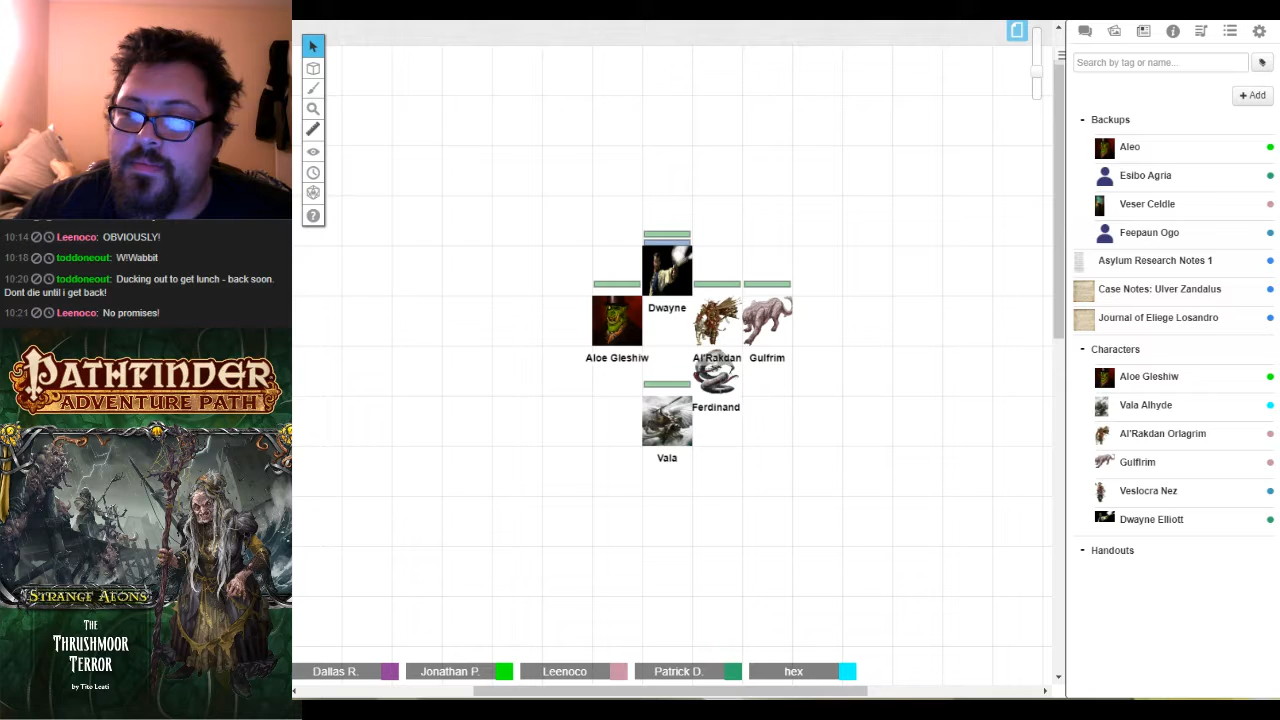 10:14 Leenoco: OBVIOUSLY!
10:18 toddoneout: W!Wabbit
10:20 toddoneout: Ducking out to get lunch - back soon.
Dont die until i get back!
10:21 Leenoco: No promises!
PATHFINDER
ADVENTURE PATH
STRANGE AEONS
THE
THRUSHMOOR
TERROR
by Tito Leati
Dwayne
Aloe Gleshiw
Al'Rakdan
Gulfrim
Ferdinand
Vala
Dallas R.
Jonathan P.
Leenoco
Patrick D.
hex
Search by tag or name...
+ Add
- Backups
Aleo
Esibo Agria
Veser Celdle
Feepaun Ogo
Asylum Research Notes 1
Case Notes: Ulver Zandalus
Journal of Eliege Losandro
- Characters
Aloe Gleshiw
Vala Alhyde
Al'Rakdan Orlagrim
Gulflrim
Veslocra Nez
Dwayne Elliott
- Handouts